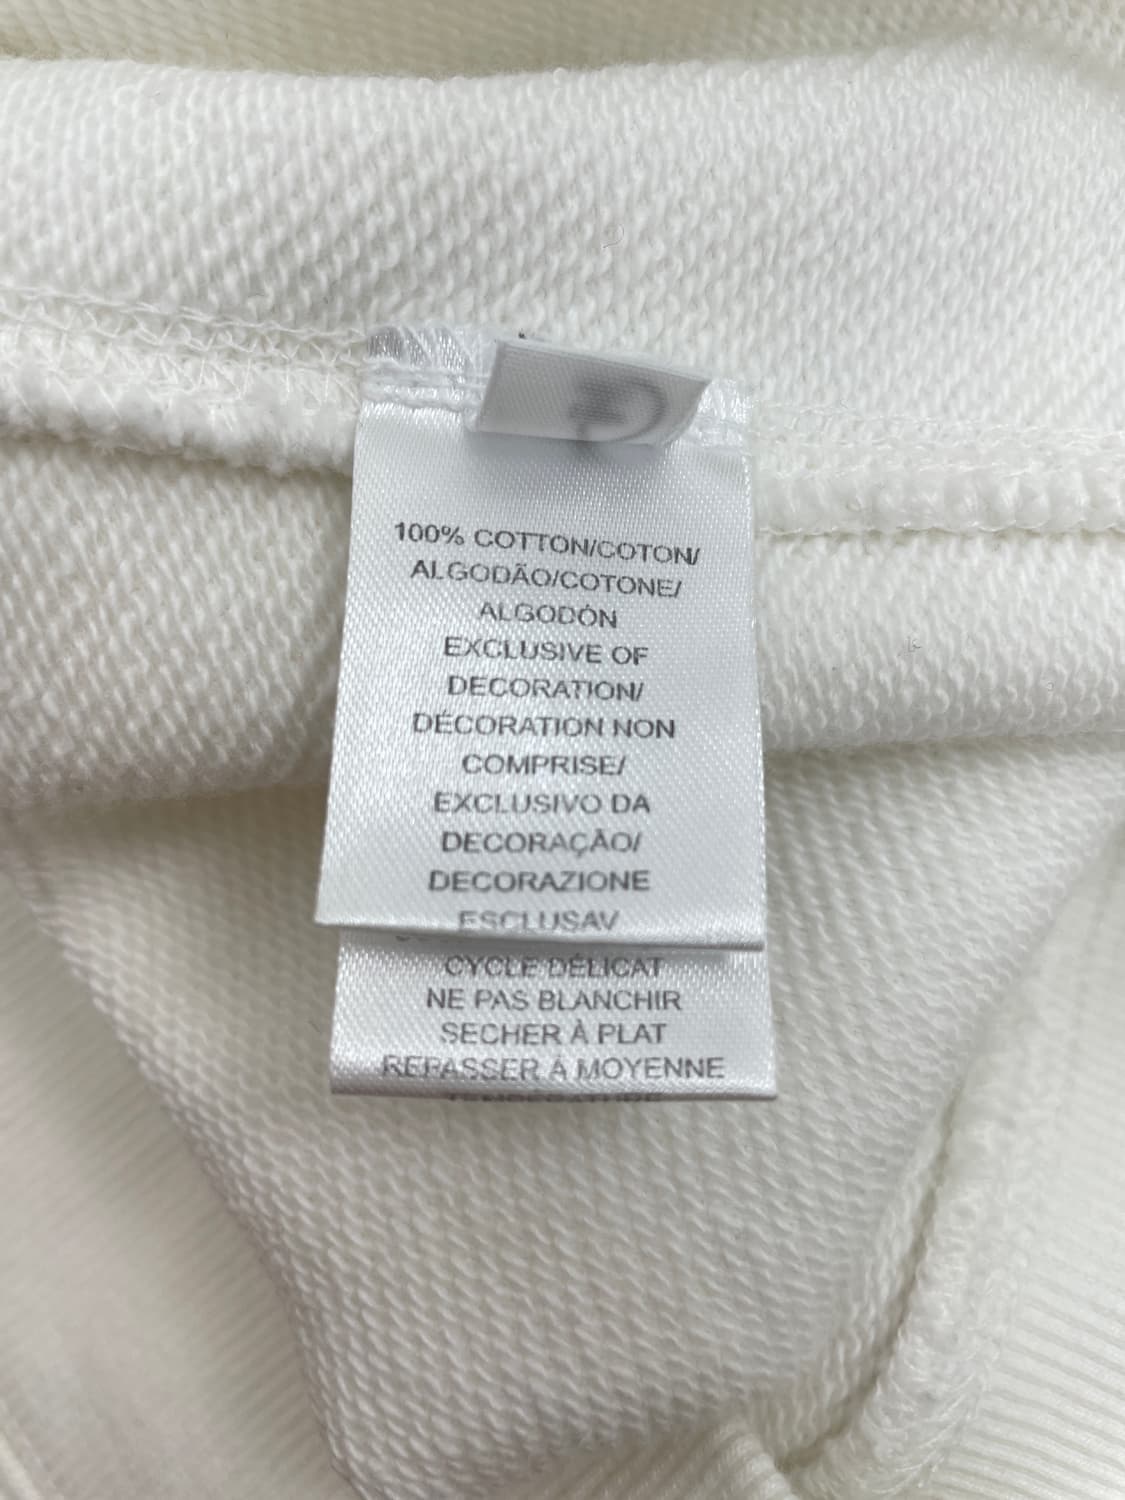 100% COTTON/COTON/
ALGODÃO/COTONE/
ALGODÓN
EXCLUSIVE OF
DECORATION/
DÉCORATION NON
COMPRISE/
EXCLUSIVO DA
DECORAÇÃO/
DECORAZIONE
ESCLUSAV
CYCLE DÉLICAT
NE PAS BLANCHIR
SECHER À PLAT
REPASSER À MOYENNE